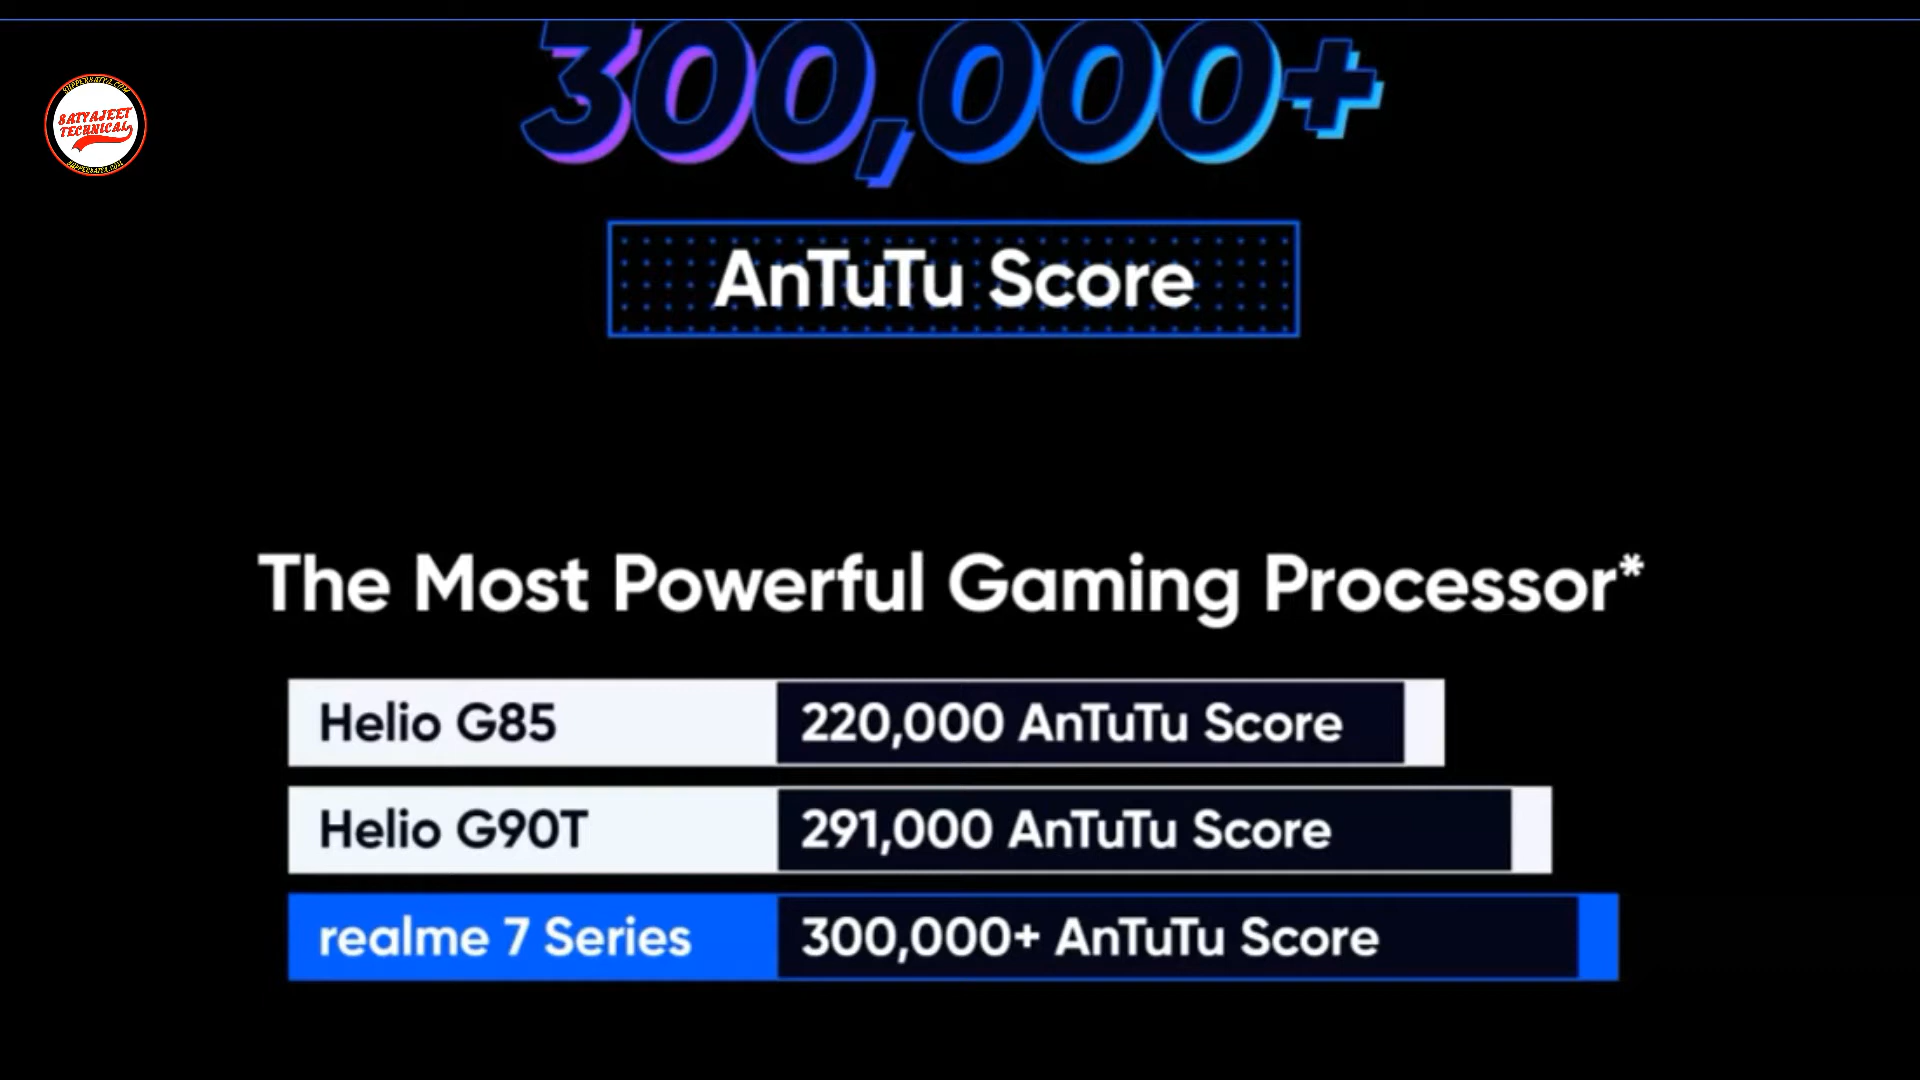 300,000+
SATYAJEET
TECHNICAL
AnTuTu Score
The Most Powerful Gaming Processor*
Helio G85 220,000 AnTuTu Score
Helio G90T 291,000 AnTuTu Score
realme 7 Series 300,000+ AnTuTu Score